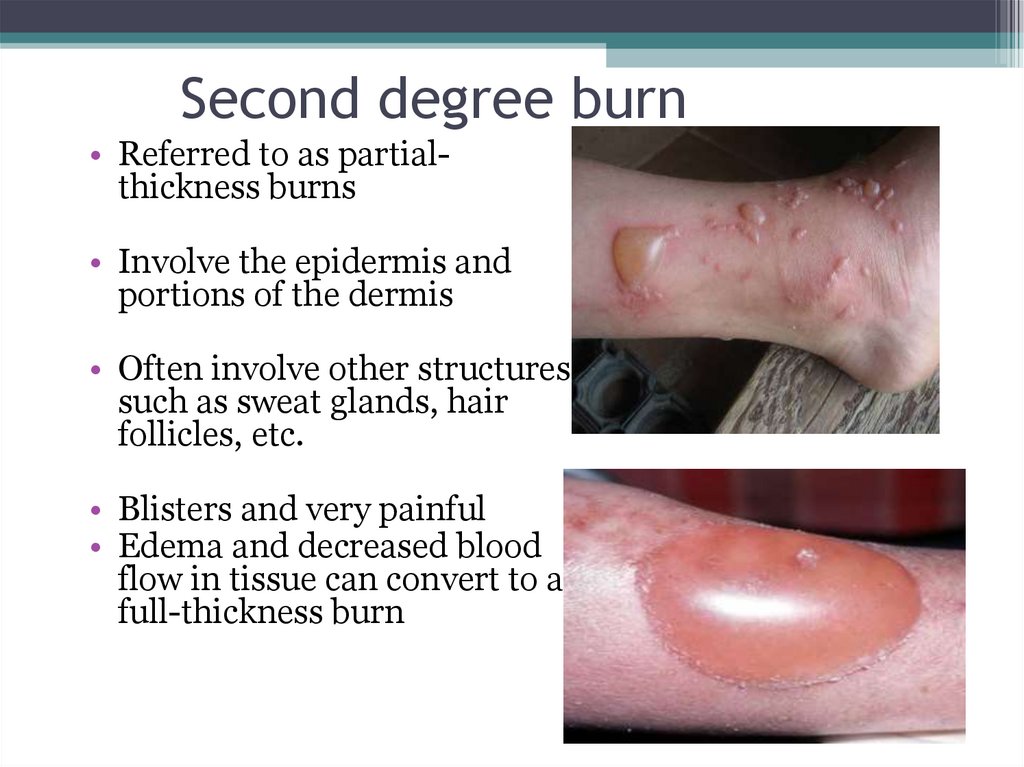 Second degree burn
• Referred to as partial-
thickness burns
• Involve the epidermis and
portions of the dermis
• Often involve other structures
such as sweat glands, hair
follicles, etc.
• Blisters and very painful
• Edema and decreased blood
flow in tissue can convert to a
full-thickness burn